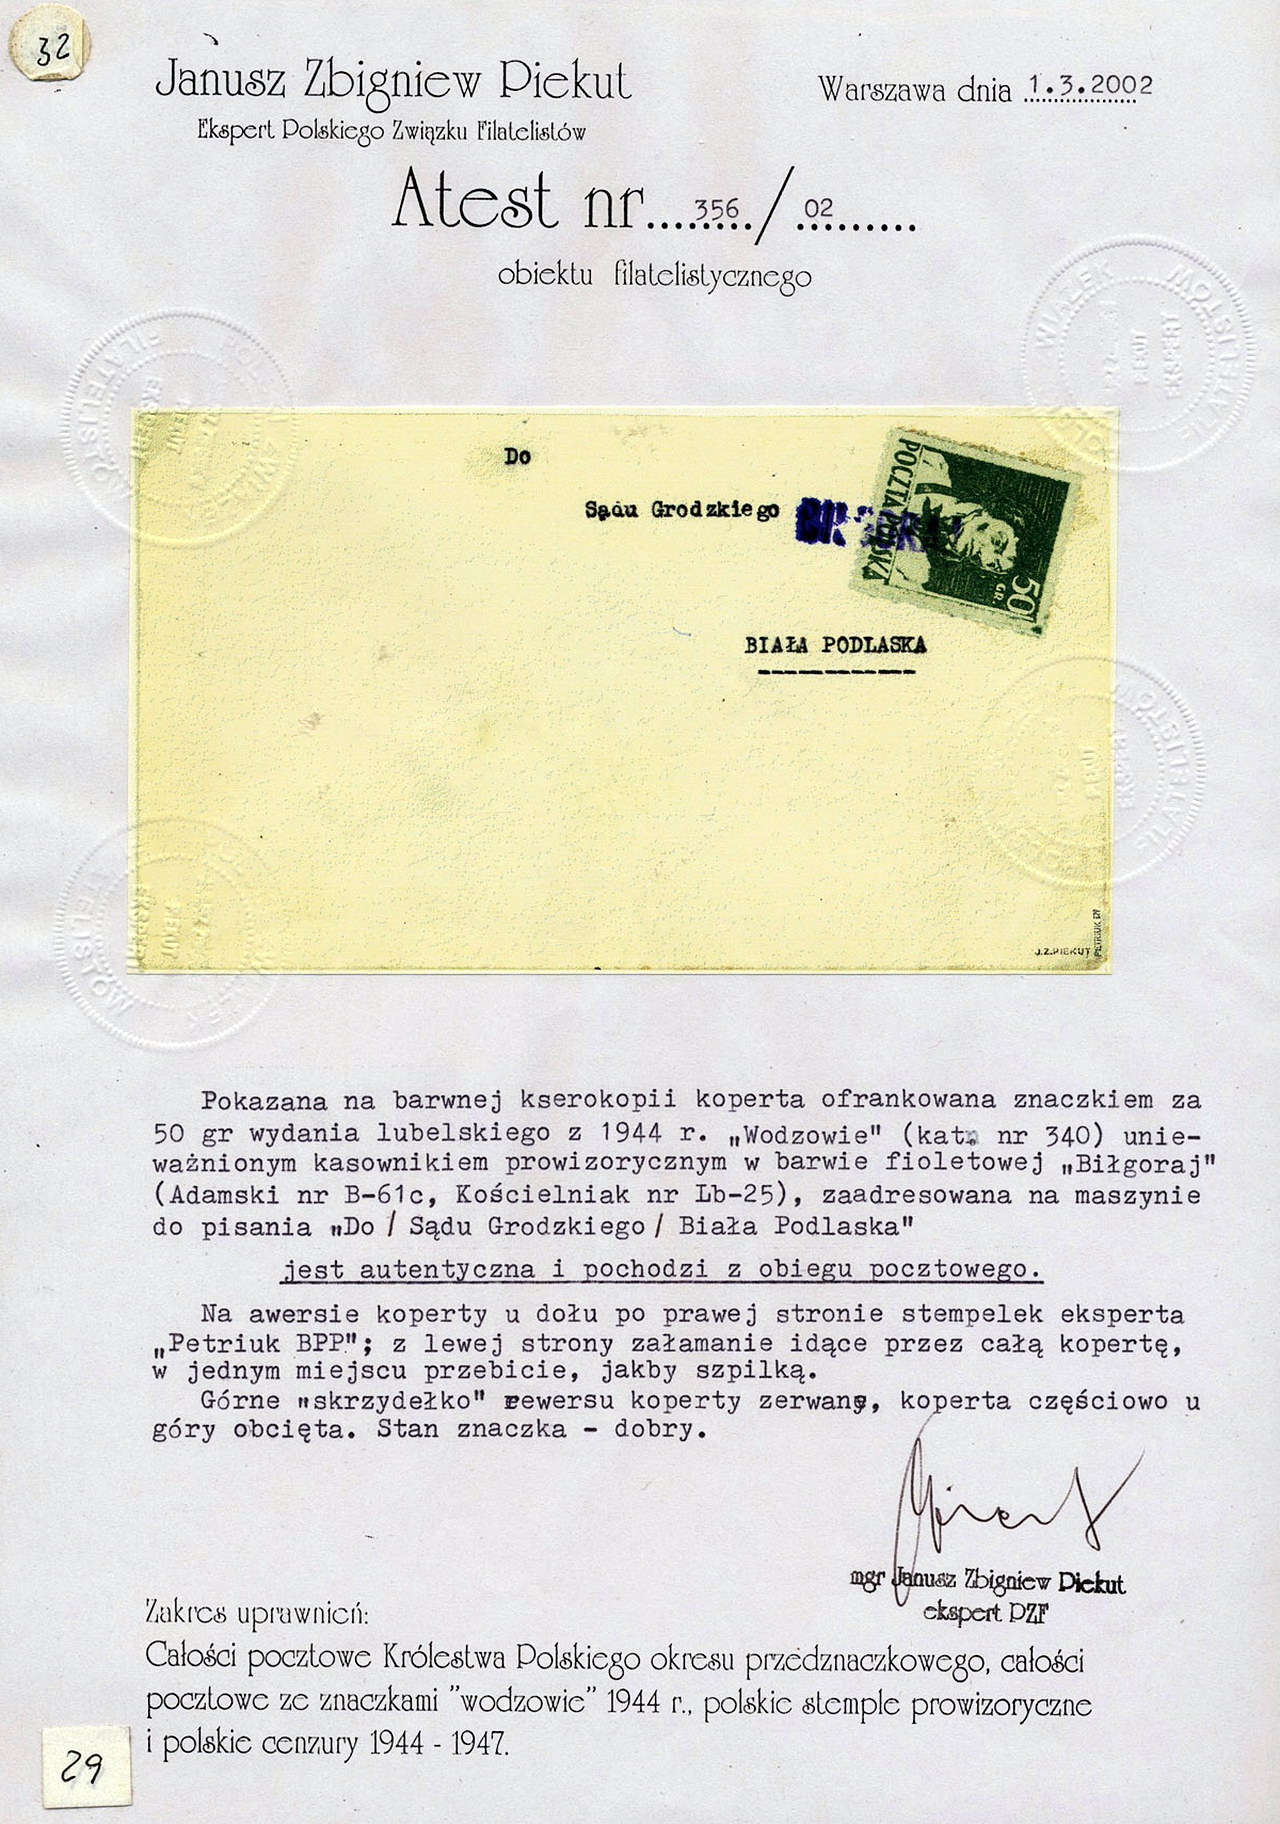 32
Janusz Zbigniew Piekut
Warszawa dnia 1.3.2002
Ekspert Polskiego Związku Filatelistów
Atest nr....356./ 02.......
obiektu filatelistycznego
Do
Sądu Grodzkiego
POCZTA POLSKA
50
GR.
BIAŁA PODLASKA
J.Z.PIEKUT
Pokazana na barwnej kserokopii koperta ofrankowana znaczkiem za
50 gr wydania lubelskiego z 1944 r. „Wodzowie" (kat. nr 340) unie-
ważnionym kasownikiem prowizorycznym w barwie fioletowej „Biłgoraj"
(Adamski nr B-61c, Kościelniak nr Lb-25), zaadresowana na maszynie
do pisania „Do / Sądu Grodzkiego / Biała Podlaska"
jest autentyczna i pochodzi z obiegu pocztowego.
Na awersie koperty u dołu po prawej stronie stempelek eksperta
„Petriuk BPP"; z lewej strony załamanie idące przez całą kopertę,
w jednym miejscu przebicie, jakby szpilką.
Górne „skrzydełko" rewersu koperty zerwane, koperta częściowo u
góry obcięta. Stan znaczka - dobry.
mgr Janusz Zbigniew Piekut
ekspert PZF
Zakres uprawnień:
Całości pocztowe Królestwa Polskiego okresu przedznaczkowego, całości
pocztowe ze znaczkami "wodzowie" 1944 r., polskie stemple prowizoryczne
i polskie cenzury 1944 - 1947.
29